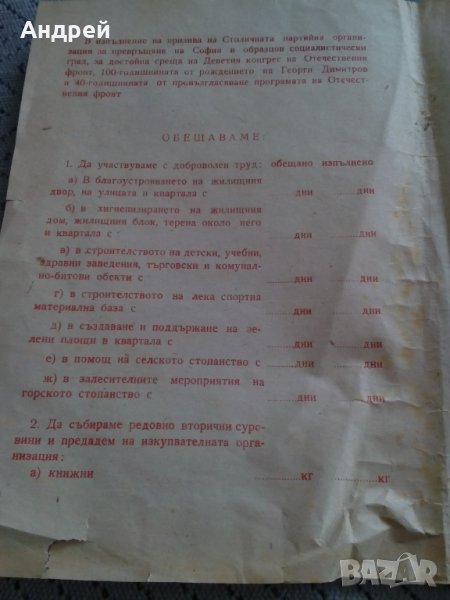 Андрей
В изпълнение на призива на Столичната партийна органи-
зация за превръщане на София в образцов социалистически
град, за достойна среща на Деветия конгрес на Отечествения
фронт, 100-годишнината от рождението на Георги Димитров
и 40-годишнината от провъзгласяване програмата на Отечест-
вения фронт
ОБЕЩАВАМЕ:
1. Да участвуваме с доброволен труд: обещано изпълнено
а) В благоустрояването на жилищния
двор, на улицата и квартала с ......дни ......дни
б) в хигиенизирането на жилищния
дом, жилищния блок, терена около него
и квартала с ......дни ......дни
в) в строителството на детски, учебни,
здравни заведения, търговски и комунал-
но-битови обекти с ......дни ......дни
г) в строителството на лека спортна
материална база с ......дни ......дни
д) в създаване и поддържане на зе-
лени площи в квартала с ......дни ......дни
е) в помощ на селското стопанство с ......дни ......дни
ж) в залесителните мероприятия на
горското стопанство с ......дни ......дни
2. Да събираме редовно вторични суро-
вини и предадем на изкупвателната орга-
низация:
а) книжни ............кг ............кг
BAZAR